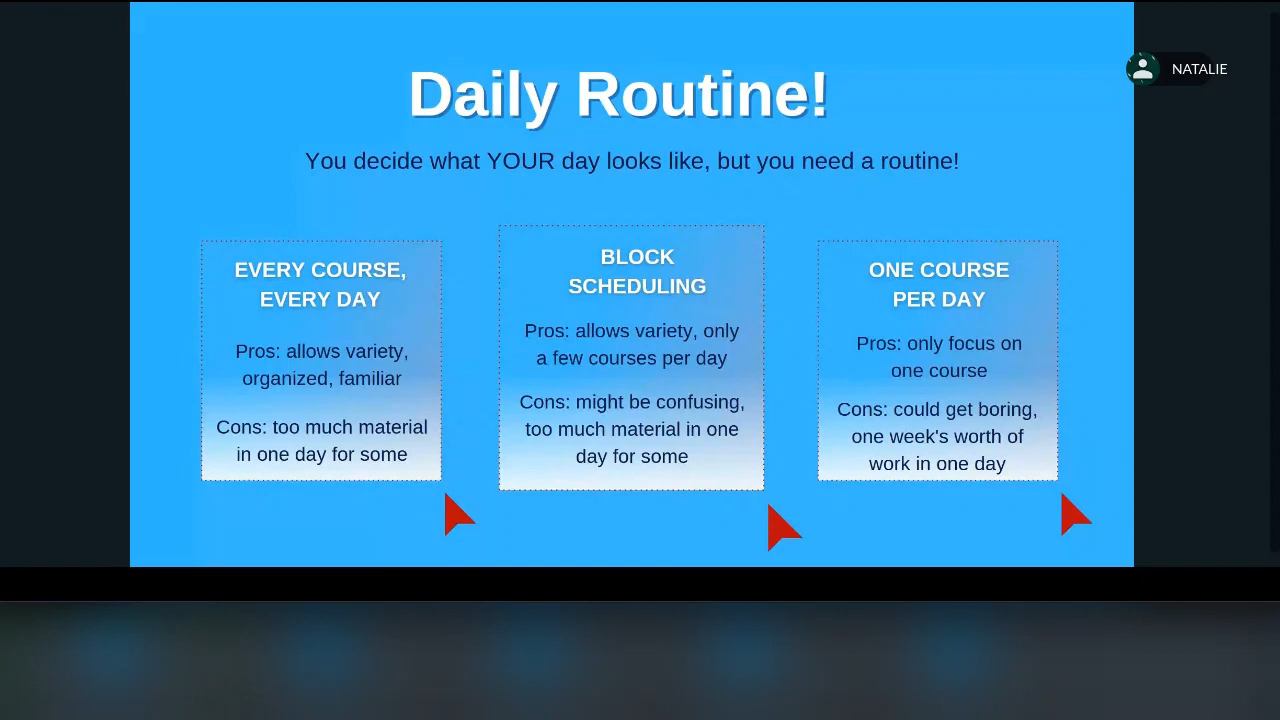 Daily Routine!
NATALIE
You decide what YOUR day looks like, but you need a routine!
EVERY COURSE,
EVERY DAY
Pros: allows variety,
organized, familiar
Cons: too much material
in one day for some
BLOCK
SCHEDULING
Pros: allows variety, only
a few courses per day
Cons: might be confusing,
too much material in one
day for some
ONE COURSE
PER DAY
Pros: only focus on
one course
Cons: could get boring,
one week's worth of
work in one day